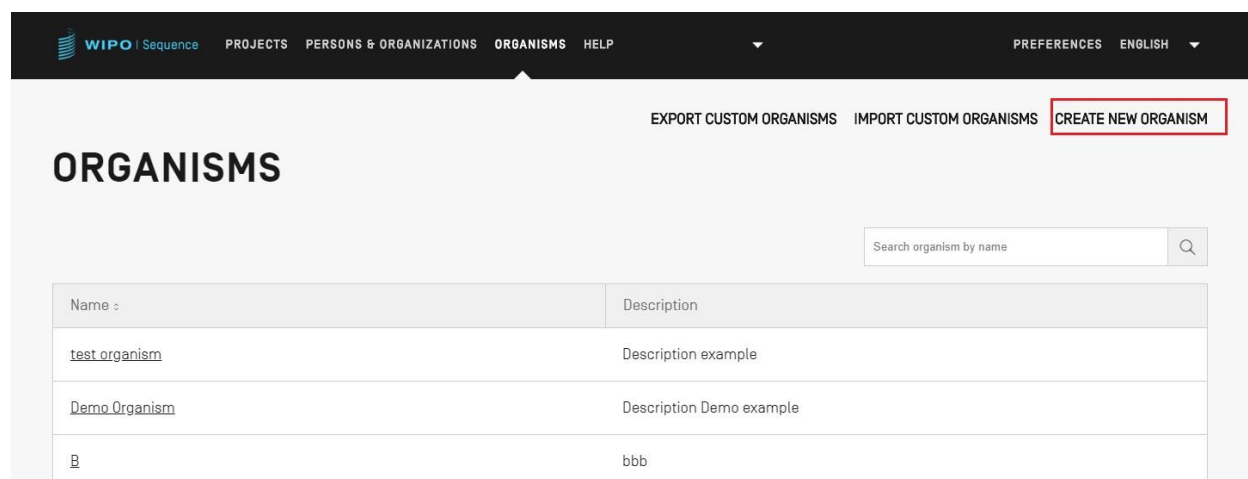 WIPO | Sequence PROJECTS PERSONS & ORGANIZATIONS ORGANISMS HELP PREFERENCES ENGLISH
EXPORT CUSTOM ORGANISMS IMPORT CUSTOM ORGANISMS CREATE NEW ORGANISM
ORGANISMS
Search organism by name
Name Description
test organism Description example
Demo Organism Description Demo example
B bbb